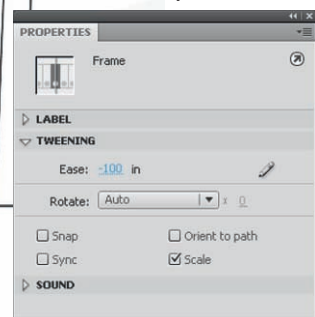 PROPERTIES
Frame
LABEL
TWEENING
Ease: -100 in
Rotate: Auto x 0
Snap Orient to path
Sync Scale
SOUND